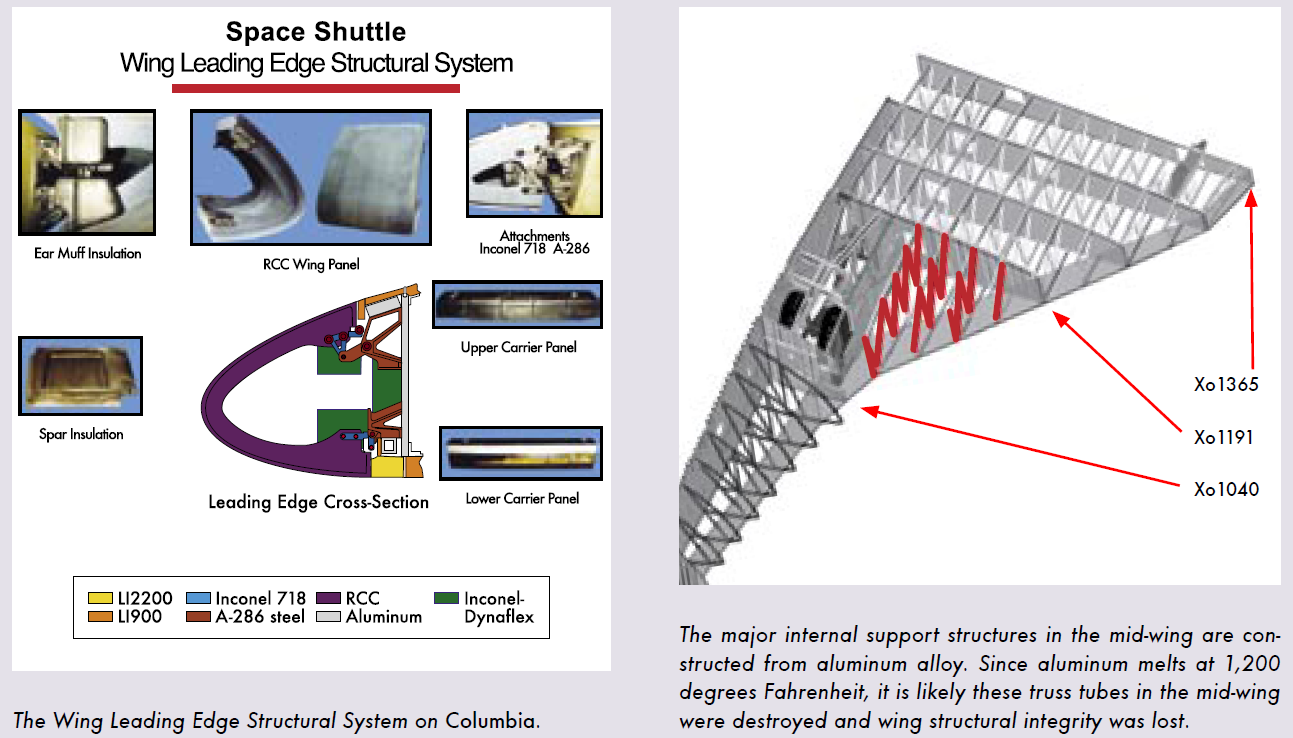 Space Shuttle
Wing Leading Edge Structural System
Ear Muff Insulation
RCC Wing Panel
Attachments
Inconel 718 A-286
Upper Carrier Panel
Spar Insulation
Lower Carrier Panel
Leading Edge Cross-Section
LI2200
Inconel 718
RCC
Inconel-
Dynaflex
LI900
A-286 steel
Aluminum
The Wing Leading Edge Structural System on Columbia.
Xo1365
Xo1191
Xo1040
The major internal support structures in the mid-wing are con-
structed from aluminum alloy. Since aluminum melts at 1,200
degrees Fahrenheit, it is likely these truss tubes in the mid-wing
were destroyed and wing structural integrity was lost.